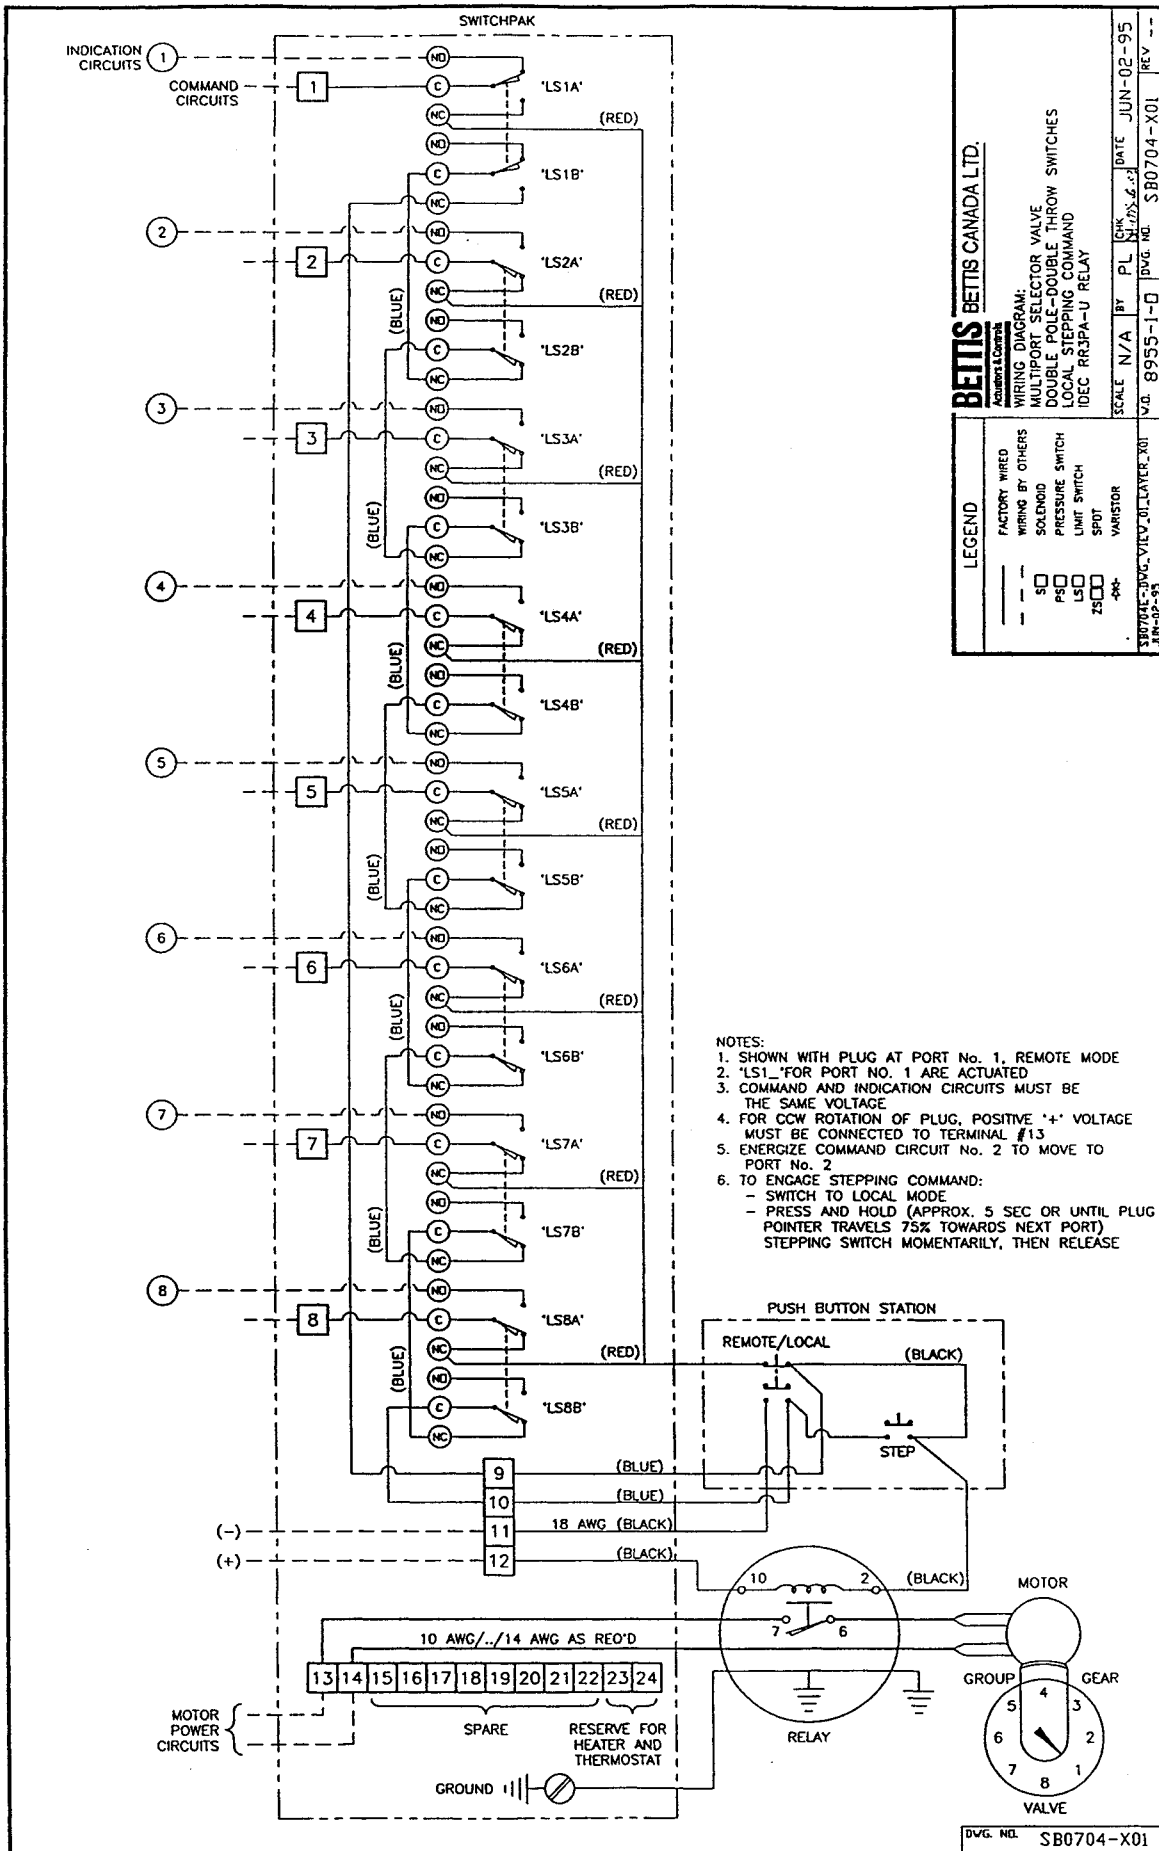 SWITCHPAK
INDICATION CIRCUITS
1
NO
COMMAND CIRCUITS
1
C
'LS1A'
NC
(RED)
NO
C
'LS1B'
NC
2
NO
2
C
'LS2A'
NC
(RED)
(BLUE)
NO
C
'LS2B'
NC
3
NO
3
C
'LS3A'
NC
(RED)
(BLUE)
NO
C
'LS3B'
NC
4
NO
4
C
'LS4A'
NC
(RED)
(BLUE)
NO
C
'LS4B'
NC
5
NO
5
C
'LS5A'
NC
(RED)
(BLUE)
NO
C
'LS5B'
NC
6
NO
6
C
'LS6A'
NC
(RED)
(BLUE)
NO
C
'LS6B'
NC
7
NO
7
C
'LS7A'
NC
(RED)
(BLUE)
NO
C
'LS7B'
NC
8
NO
8
C
'LS8A'
NC
(RED)
(BLUE)
NO
C
'LS8B'
NC
9
(BLUE)
10
(BLUE)
(-)
11
18 AWG (BLACK)
(+)
12
(BLACK)
10 AWG/../14 AWG AS REQ'D
13 14 15 16 17 18 19 20 21 22 23 24
MOTOR
POWER
CIRCUITS
SPARE
RESERVE FOR
HEATER AND
THERMOSTAT
GROUND
BETTIS BETTIS CANADA LTD.
Actuators & Controls
WIRING DIAGRAM:
MULTIPORT SELECTOR VALVE
DOUBLE POLE-DOUBLE THROW SWITCHES
LOCAL STEPPING COMMAND
IDEC RR3PA-U RELAY
SCALE N/A
BY PL
CHK
DATE JUN-02-95
W.O. 8955-1-0
DWG. NO. SB0704-X01
REV --
LEGEND
FACTORY WIRED
WIRING BY OTHERS
S SOLENOID
PS PRESSURE SWITCH
LS LIMIT SWITCH
ZS SPDT
VARISTOR
SB0704E-.DWG_VIEW_01_LAYER_X01
JUN-02-95
NOTES:
1. SHOWN WITH PLUG AT PORT No. 1, REMOTE MODE
2. 'LS1_'FOR PORT NO. 1 ARE ACTUATED
3. COMMAND AND INDICATION CIRCUITS MUST BE
THE SAME VOLTAGE
4. FOR CCW ROTATION OF PLUG, POSITIVE '+' VOLTAGE
MUST BE CONNECTED TO TERMINAL #13
5. ENERGIZE COMMAND CIRCUIT No. 2 TO MOVE TO
PORT No. 2
6. TO ENGAGE STEPPING COMMAND:
- SWITCH TO LOCAL MODE
- PRESS AND HOLD (APPROX. 5 SEC OR UNTIL PLUG
POINTER TRAVELS 75% TOWARDS NEXT PORT)
STEPPING SWITCH MOMENTARILY, THEN RELEASE
PUSH BUTTON STATION
REMOTE/LOCAL
(BLACK)
STEP
10
2
(BLACK)
7
6
RELAY
MOTOR
GROUP
GEAR
4
5
3
6
2
7
1
8
VALVE
DWG. NO. SB0704-X01